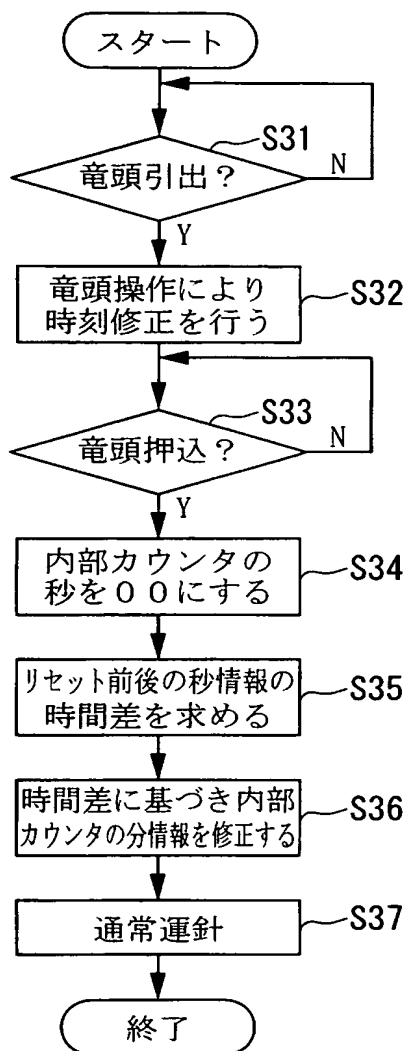 スタート
S31
竜頭引出？
N
Y
竜頭操作により
時刻修正を行う
S32
S33
竜頭押込？
N
Y
内部カウンタの
秒を００にする
S34
リセット前後の秒情報の
時間差を求める
S35
時間差に基づき内部
カウンタの分情報を修正する
S36
通常運針
S37
終了